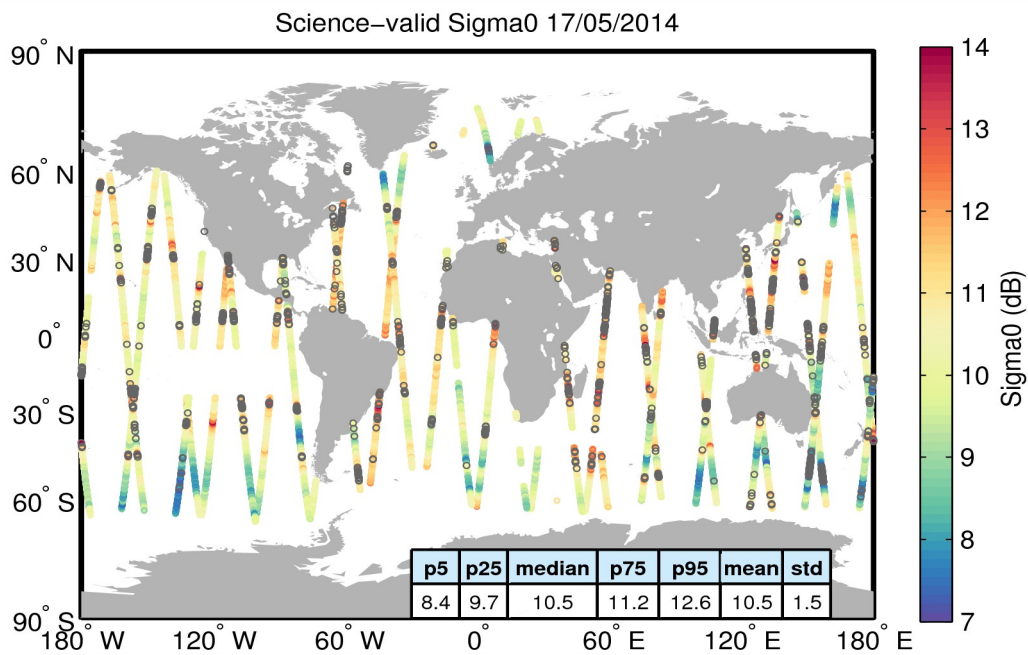 Science−valid Sigma0 17/05/2014
90° N
60° N
30° N
0°
30° S
60° S
90° S
180° W
120° W
60° W
0°
60° E
120° E
180° E
p5 p25 median p75 p95 mean std
8.4 9.7 10.5 11.2 12.6 10.5 1.5
14
13
12
11
10
9
8
7
Sigma0 (dB)